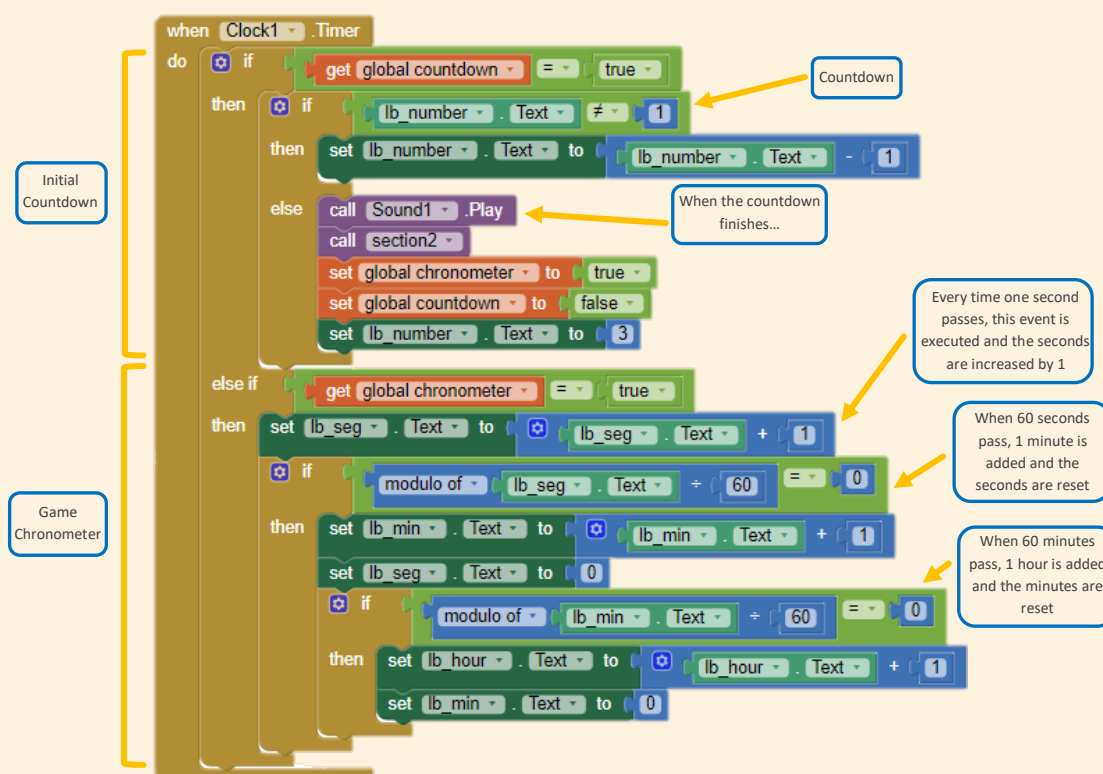 when Clock1 .Timer
do if get global countdown = true
Countdown
then if lb_number . Text ≠ 1
then set lb_number . Text to lb_number . Text - 1
Initial
Countdown
When the countdown
finishes...
else call Sound1 .Play
call section2
set global chronometer to true
set global countdown to false
set lb_number . Text to 3
Every time one second
passes, this event is
executed and the seconds
are increased by 1
else if get global chronometer = true
then set lb_seg . Text to lb_seg . Text + 1
When 60 seconds
pass, 1 minute is
added and the
seconds are reset
if modulo of lb_seg . Text ÷ 60 = 0
Game
Chronometer
then set lb_min . Text to lb_min . Text + 1
set lb_seg . Text to 0
When 60 minutes
pass, 1 hour is added
and the minutes are
reset
if modulo of lb_min . Text ÷ 60 = 0
then set lb_hour . Text to lb_hour . Text + 1
set lb_min . Text to 0